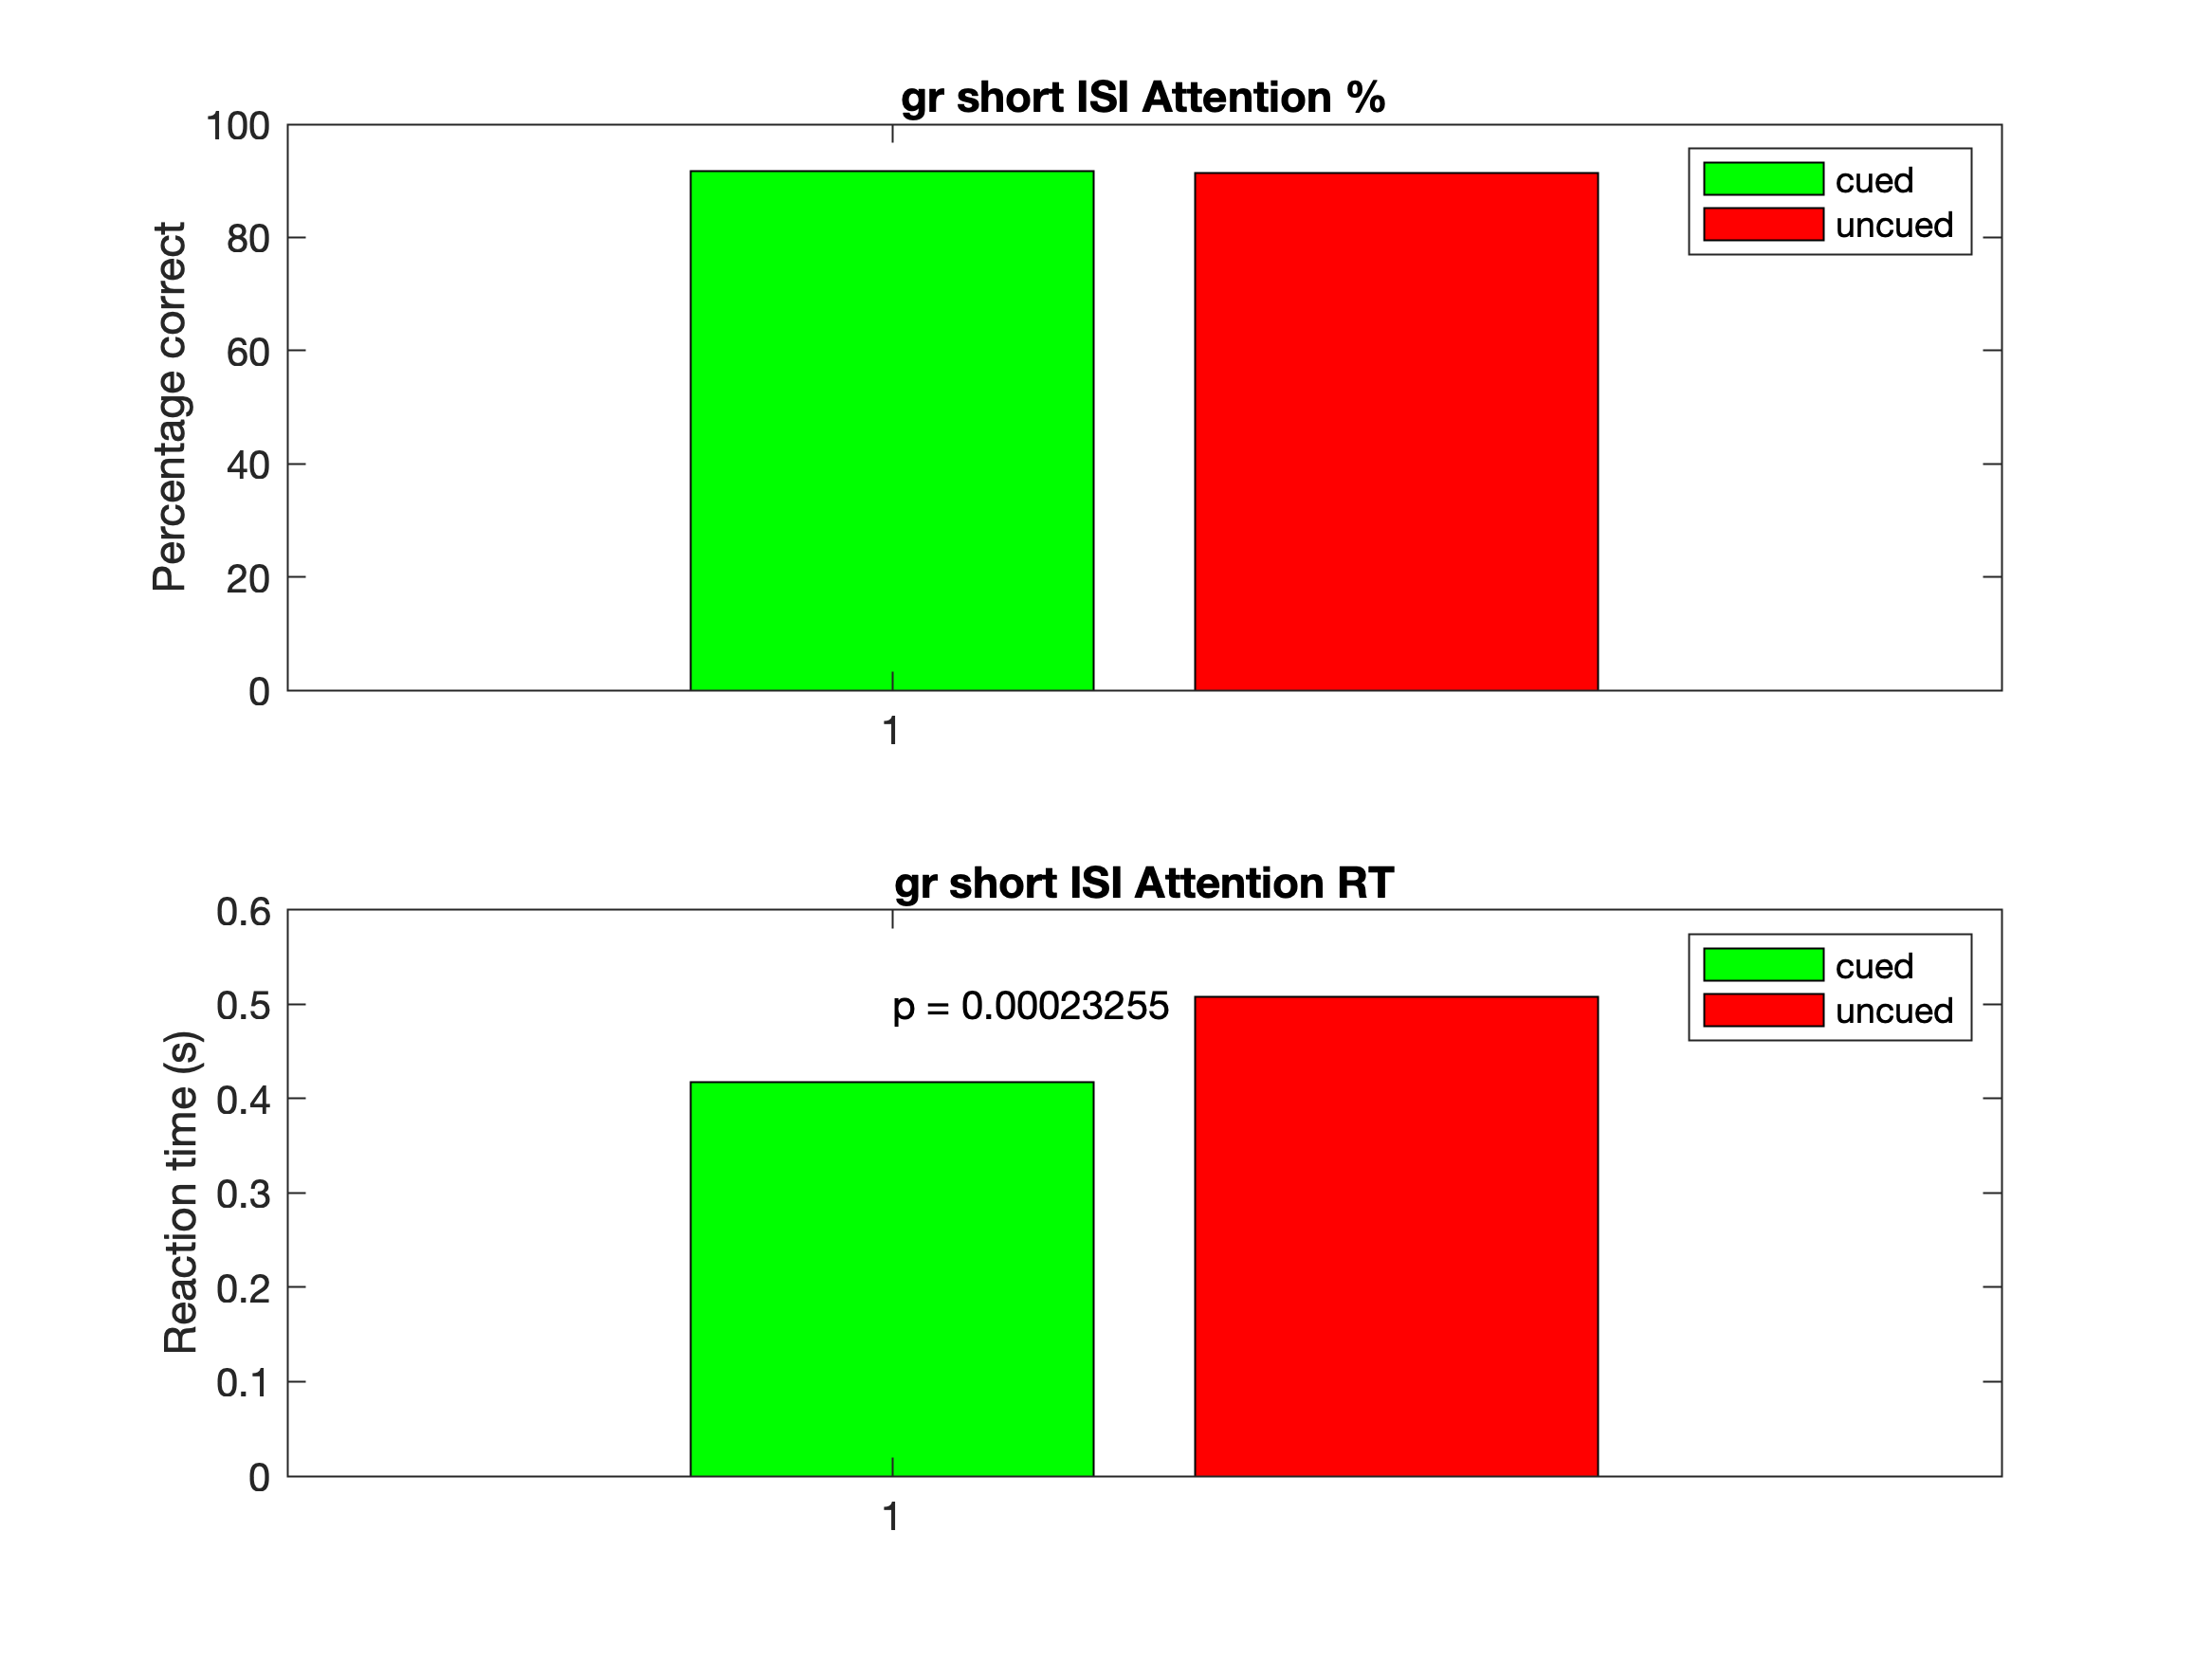 gr short ISI Attention %
100
80
60
40
20
0
Percentage correct
cued
uncued
1
gr short ISI Attention RT
0.6
0.5
0.4
0.3
0.2
0.1
0
Reaction time (s)
p = 0.00023255
cued
uncued
1